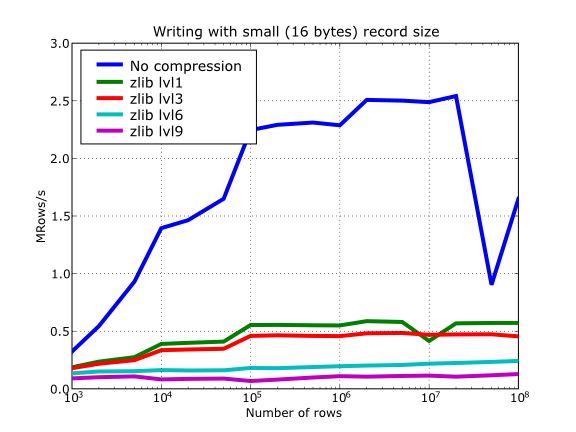 Writing with small (16 bytes) record size
3.0
2.5
2.0
1.5
1.0
0.5
0.0
MRows/s
No compression
zlib lvl1
zlib lvl3
zlib lvl6
zlib lvl9
10³ 10⁴ 10⁵ 10⁶ 10⁷ 10⁸
Number of rows